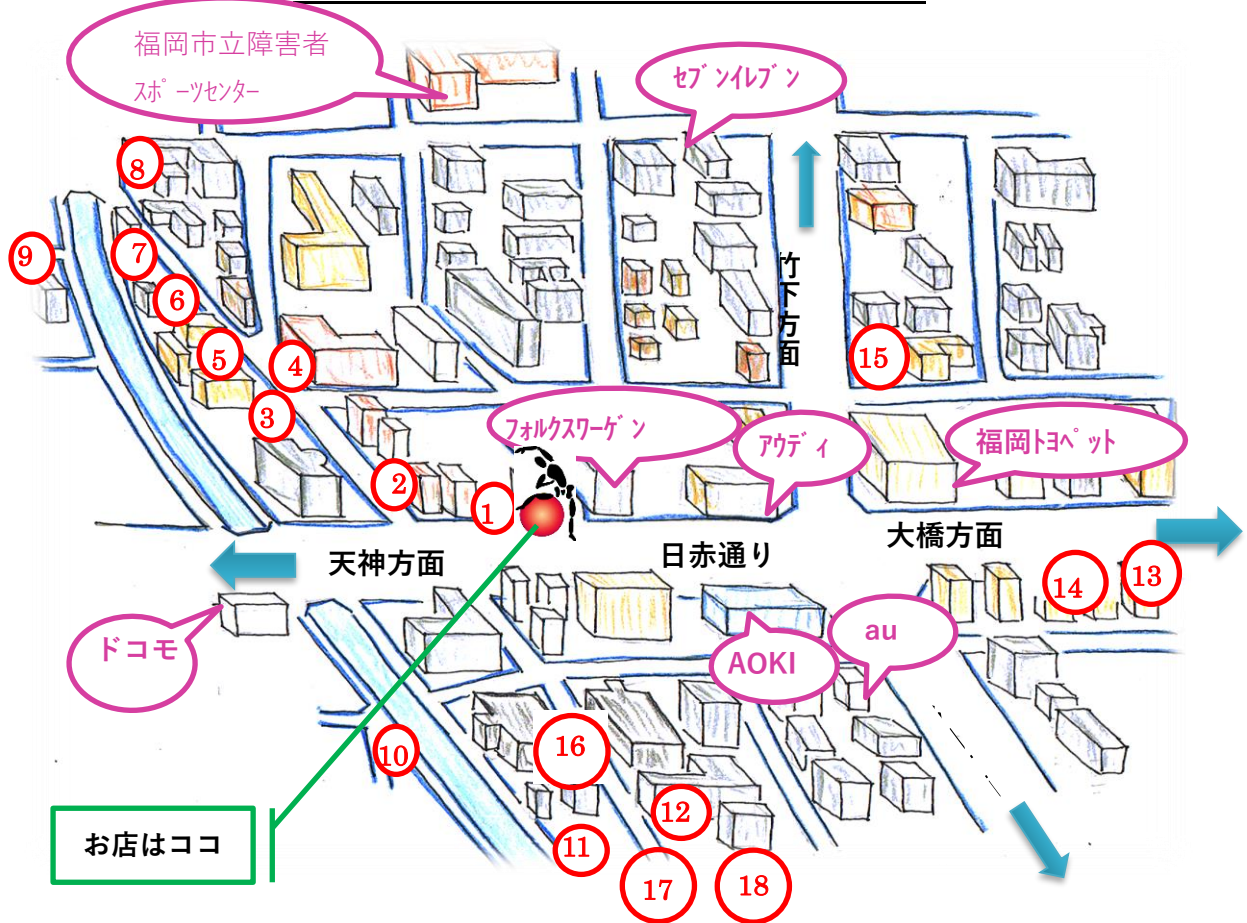 福岡市立障害者
ｽﾎﾟｰﾂセンター
ｾﾌﾞﾝｲﾚﾌﾞﾝ
8
9
7
6
5
4
3
2
1
竹下方面
15
ﾌｫﾙｸｽﾜｰｹﾞﾝ
ｱｳﾃﾞｨ
福岡ﾄﾖﾍﾟｯﾄ
天神方面
日赤通り
大橋方面
14
13
ドコモ
AOKI
au
10
16
12
11
17
18
お店はココ